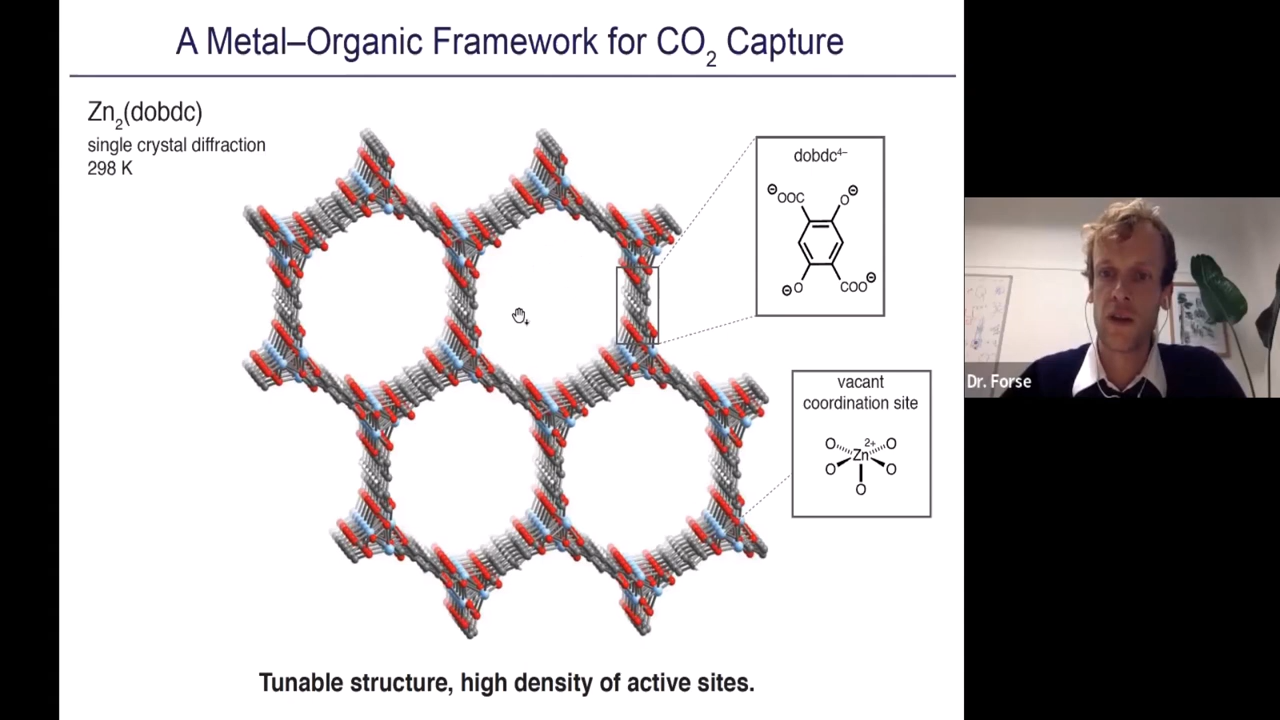 A Metal–Organic Framework for CO₂ Capture
Zn₂(dobdc)
single crystal diffraction
298 K
dobdc⁴⁻
⊖OOC
O⊖
⊖O
COO⊖
vacant
coordination site
O
2+
O
Zn
O
O
O
Dr. Forse
Tunable structure, high density of active sites.